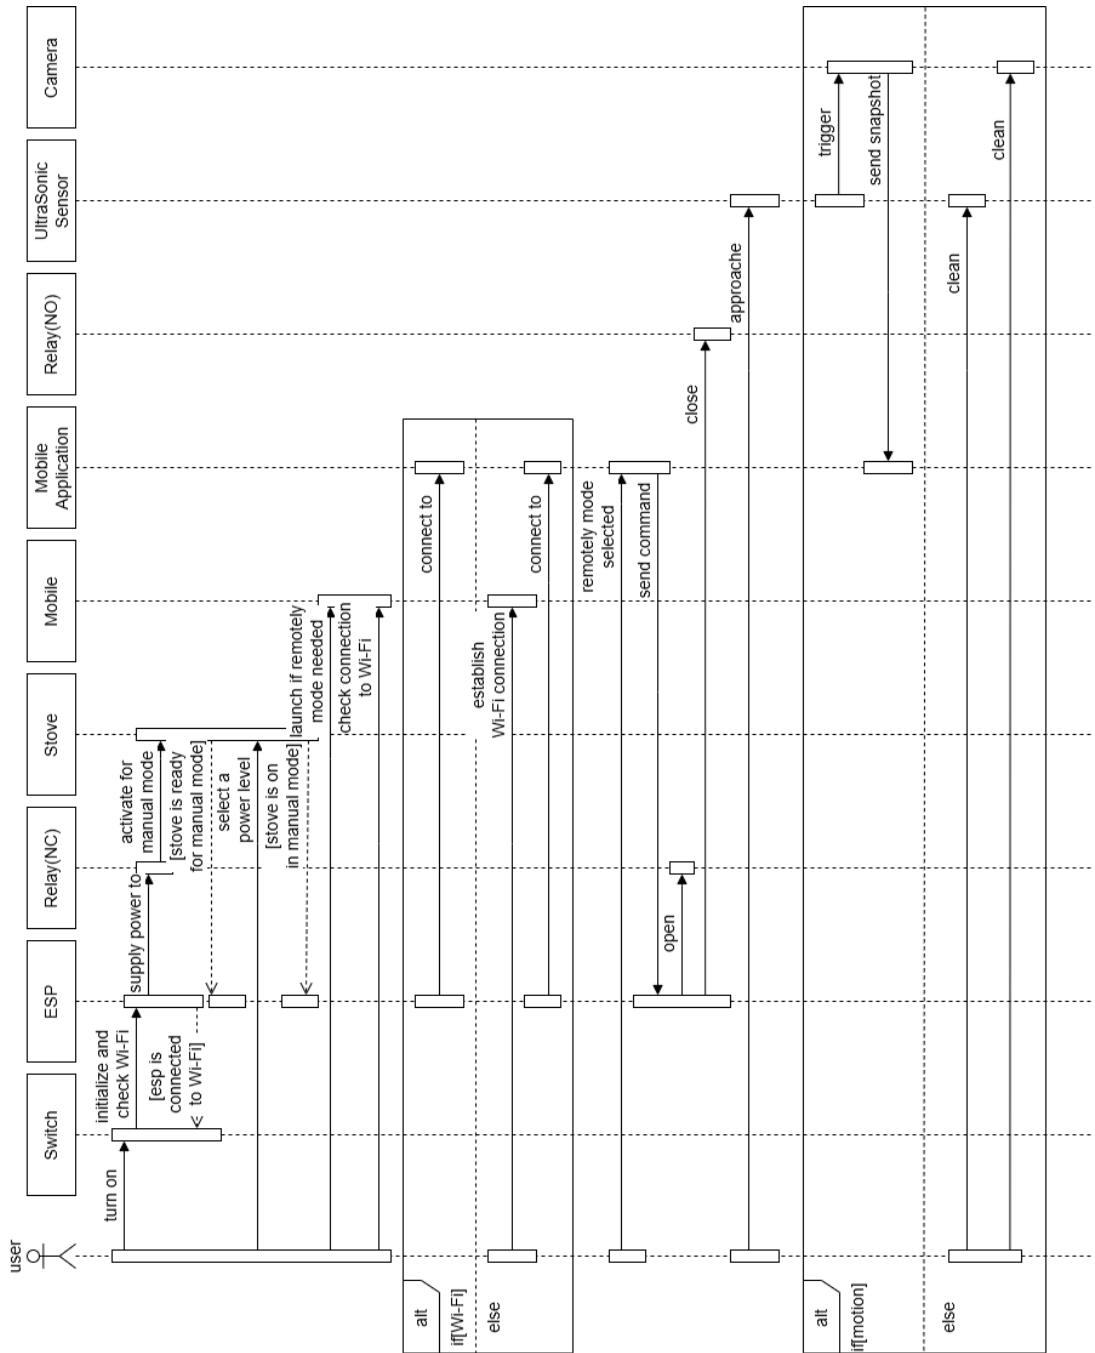 user
Switch
ESP
Relay(NC)
Stove
Mobile
Mobile
Application
Relay(NO)
UltraSonic
Sensor
Camera
turn on
initialize and
check Wi-Fi
supply power to
activate for
manual mode
[esp is
connected
to Wi-Fi]
[stove is ready
for manual mode]
select a
power level
[stove is on
in manual mode]
launch if remotely
mode needed
check connection
to Wi-Fi
alt
if[Wi-Fi]
connect to
else
establish
Wi-Fi connection
connect to
remotely mode
selected
send command
open
close
approache
alt
if[motion]
trigger
send snapshot
else
clean
clean